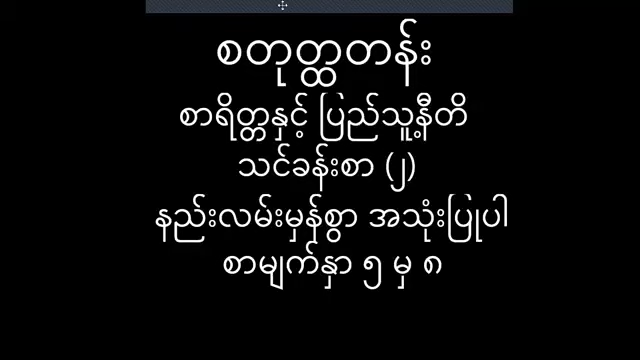 စတုတ္ထတန်း
စာရိတ္တနှင့် ပြည်သူ့နီတိ
သင်ခန်းစာ (၂)
နည်းလမ်းမှန်စွာ အသုံးပြုပါ
စာမျက်နှာ ၅ မှ ၈